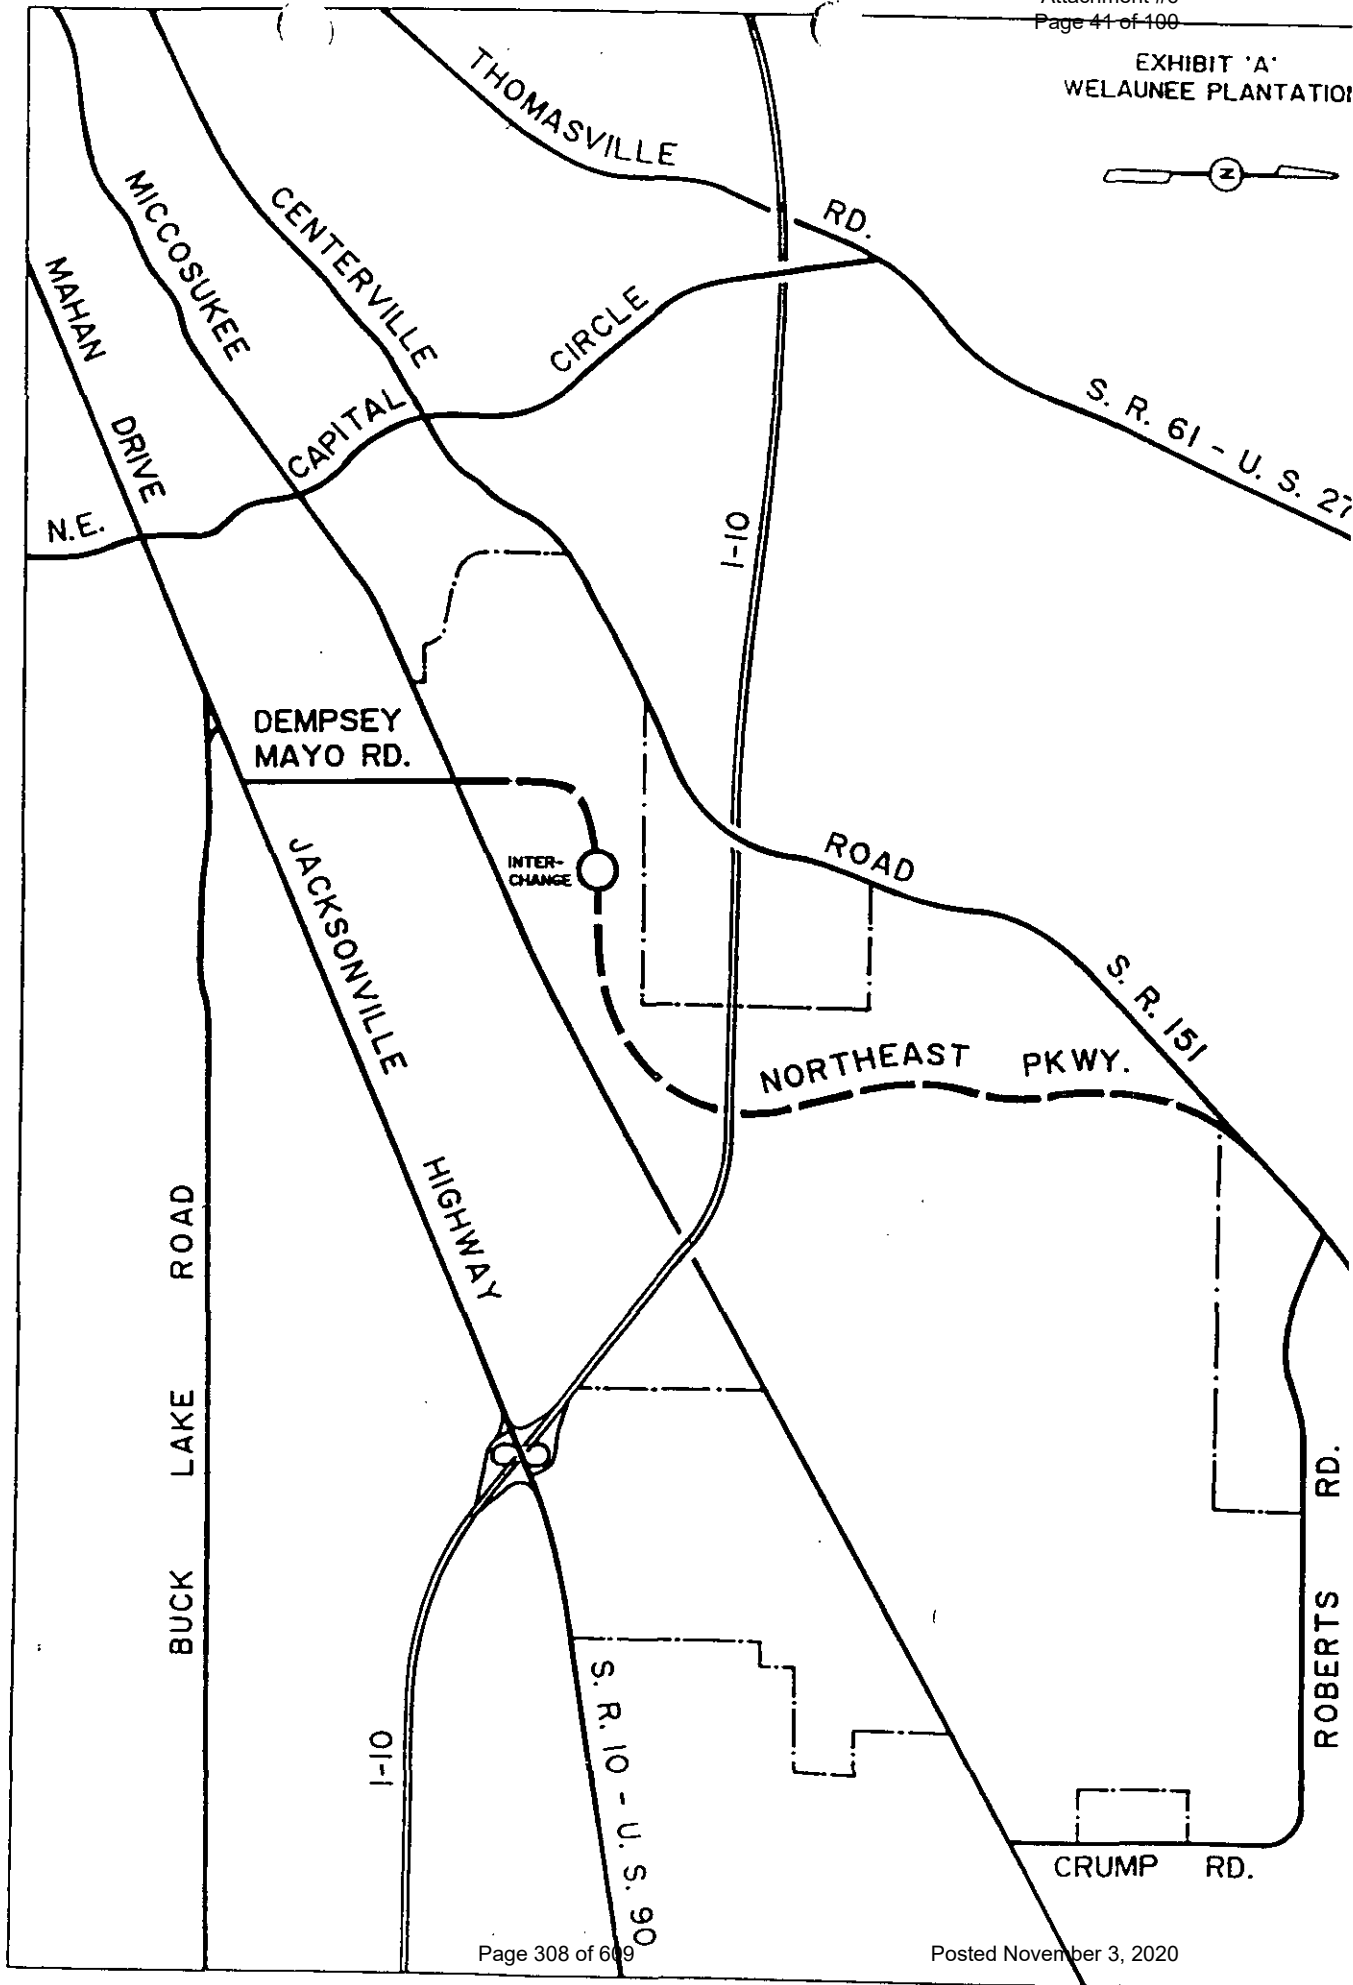 Page 41 of 100
EXHIBIT 'A'
WELAUNEE PLANTATION
N
THOMASVILLE
RD.
MICCOSUKEE
CENTERVILLE
MAHAN
DRIVE
CIRCLE
CAPITAL
N.E.
S. R. 61 - U. S. 27
I-10
DEMPSEY
MAYO RD.
INTER-
CHANGE
ROAD
JACKSONVILLE
S. R. 151
NORTHEAST PKWY.
HIGHWAY
BUCK LAKE ROAD
ROBERTS RD.
I-10
S. R. 10 - U. S. 90
CRUMP RD.
Page 308 of 609
Posted November 3, 2020